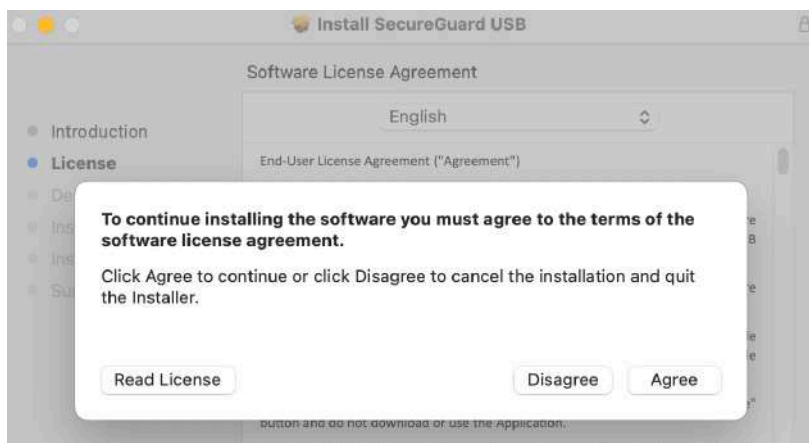 Install SecureGuard USB
Software License Agreement
English
Introduction
License
End-User License Agreement ("Agreement")
To continue installing the software you must agree to the terms of the
software license agreement.
Click Agree to continue or click Disagree to cancel the installation and quit
the Installer.
Read License
Disagree
Agree
button and do not download or use the Application.